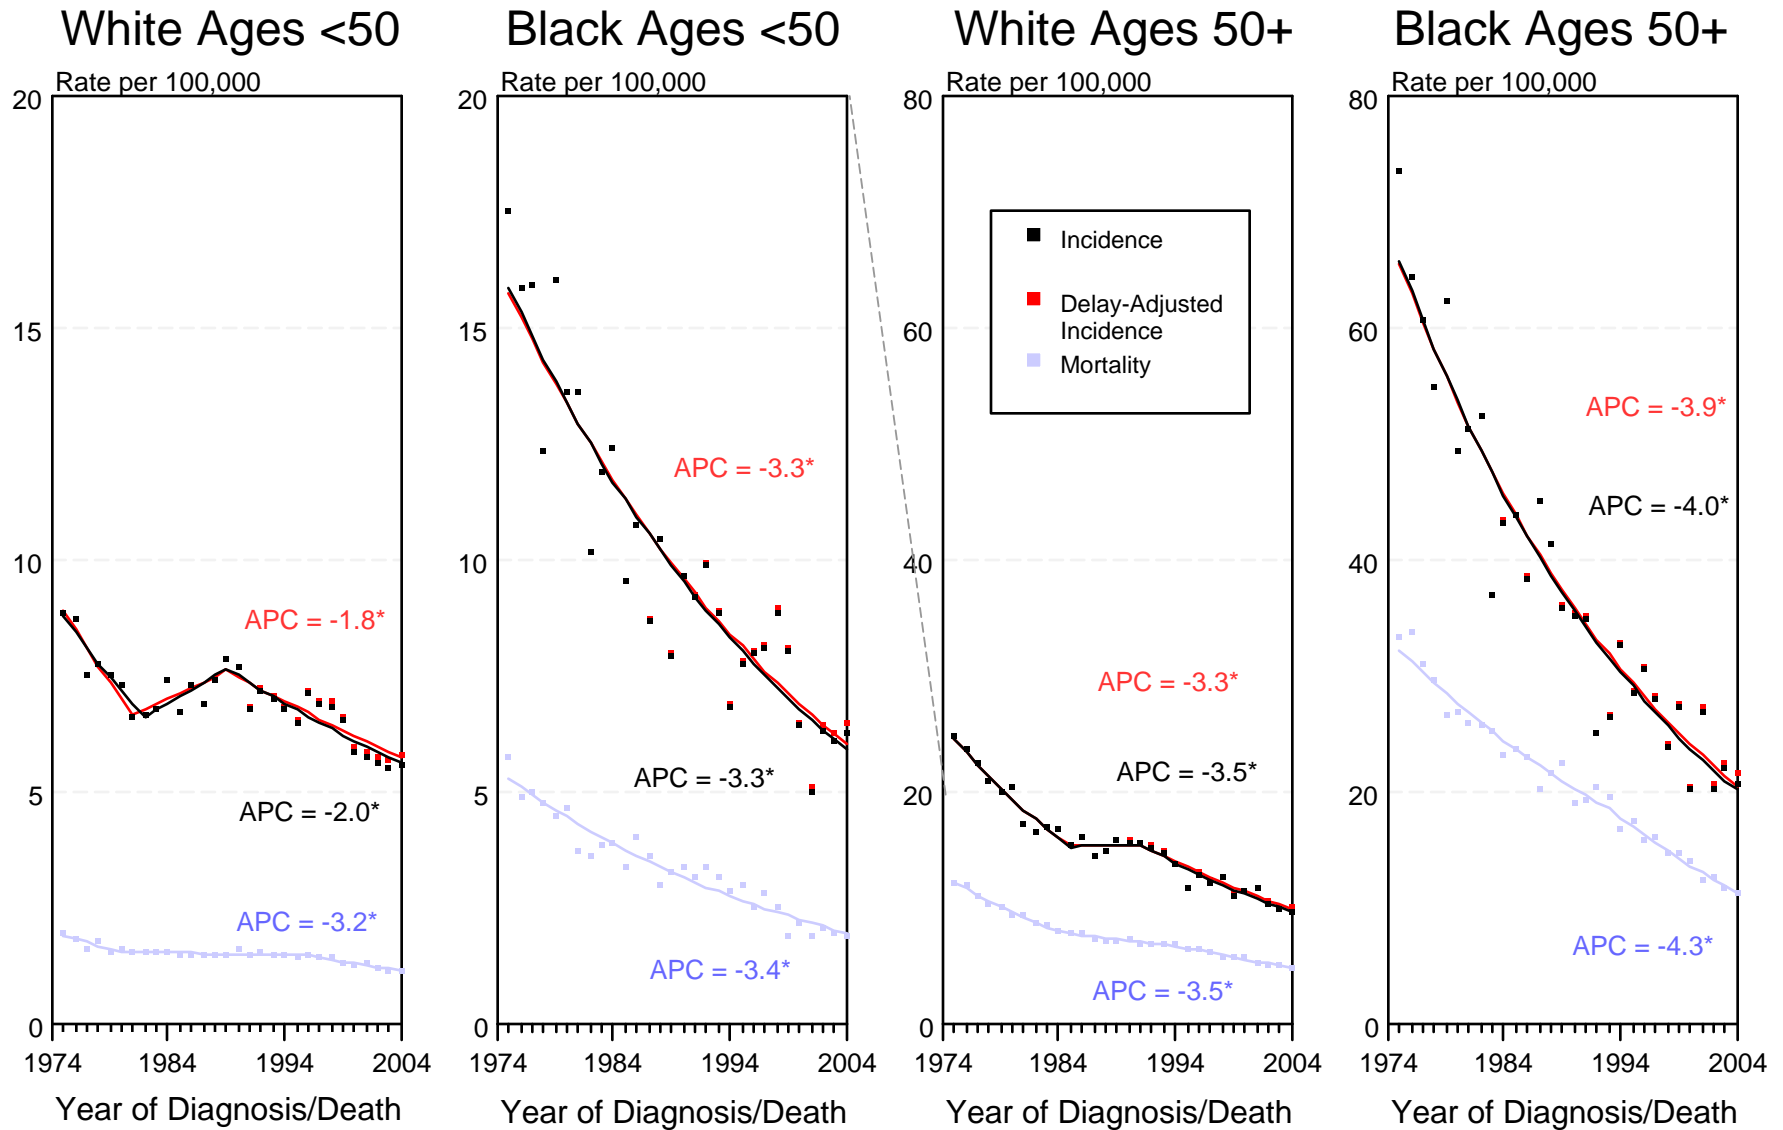 White Ages <50
Rate per 100,000
20
15
10
5
0
APC = -1.8*
APC = -2.0*
APC = -3.2*
1974
1984
1994
2004
Year of Diagnosis/Death
Black Ages <50
Rate per 100,000
20
15
10
5
0
APC = -3.3*
APC = -3.3*
APC = -3.4*
1974
1984
1994
2004
Year of Diagnosis/Death
White Ages 50+
Rate per 100,000
80
60
40
20
0
Incidence
Delay-Adjusted
Incidence
Mortality
APC = -3.3*
APC = -3.5*
APC = -3.5*
1974
1984
1994
2004
Year of Diagnosis/Death
Black Ages 50+
Rate per 100,000
80
60
40
20
0
APC = -3.9*
APC = -4.0*
APC = -4.3*
1974
1984
1994
2004
Year of Diagnosis/Death